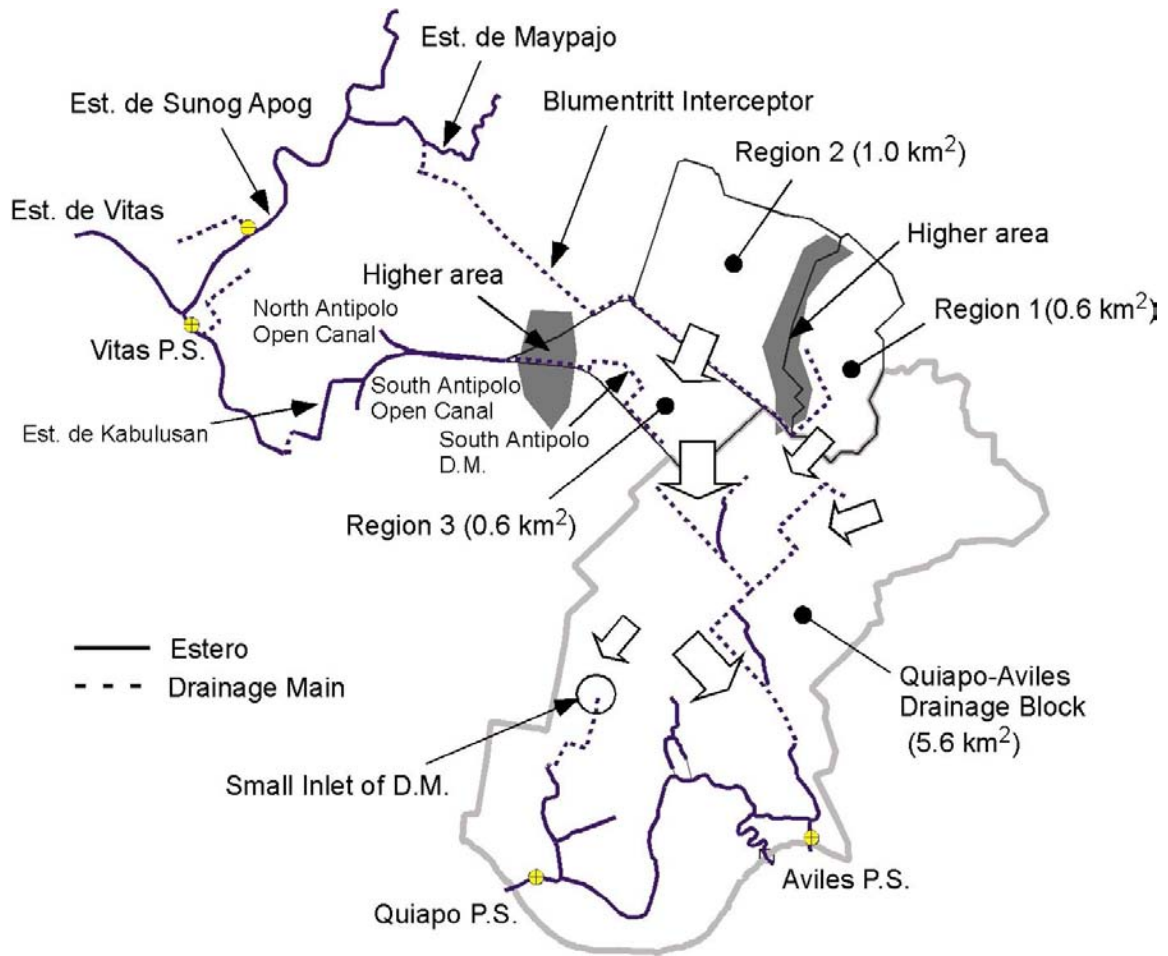 Est. de Maypajo
Est. de Sunog Apog
Blumentritt Interceptor
Region 2 (1.0 km²)
Est. de Vitas
Higher area
Higher area
North Antipolo
Open Canal
Region 1(0.6 km²)
Vitas P.S.
South Antipolo
Open Canal
Est. de Kabulusan
South Antipolo
D.M.
Region 3 (0.6 km²)
Estero
Drainage Main
Quiapo-Aviles
Drainage Block
(5.6 km²)
Small Inlet of D.M.
Aviles P.S.
Quiapo P.S.